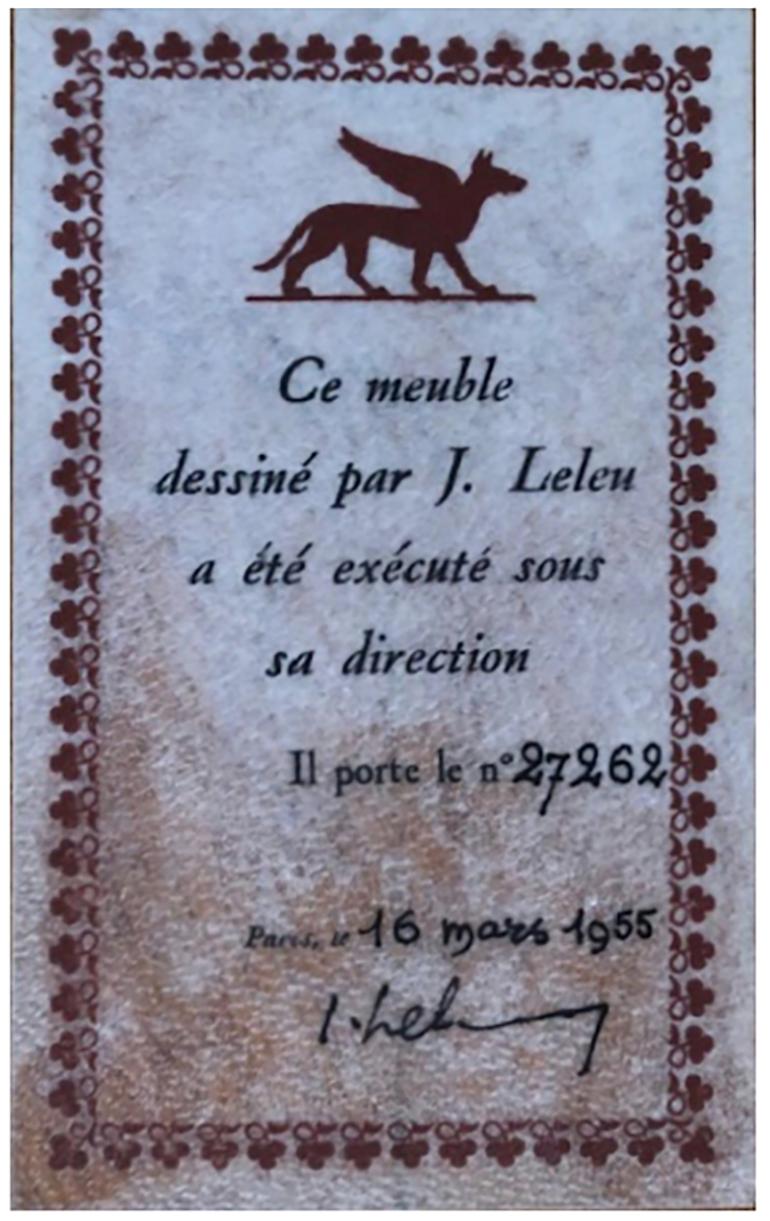 Ce meuble
dessiné par J. Leleu
a été exécuté sous
sa direction
Il porte le n° 27262
Paris, le 16 mars 1955
J. Leleu